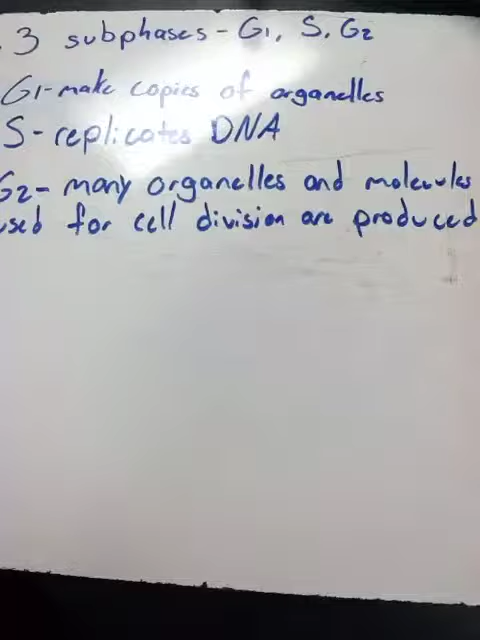 . 3 subphases - G1, S, G2
G1 - make copies of organelles
S - replicates DNA
G2 - many organelles and molecules
used for cell division are produced